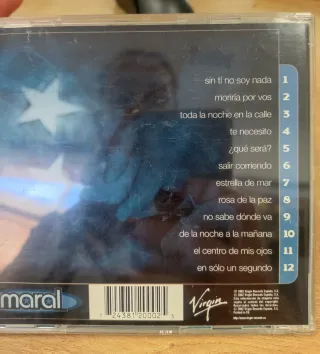 sin ti no soy nada 1
moriría por vos 2
toda la noche en la calle 3
te necesito 4
¿qué será? 5
salir corriendo 6
estrella de mar 7
rosa de la paz 8
no sabe dónde va 9
de la noche a la mañana 10
el centro de mis ojos 11
en sólo un segundo 12
maral
Virgin